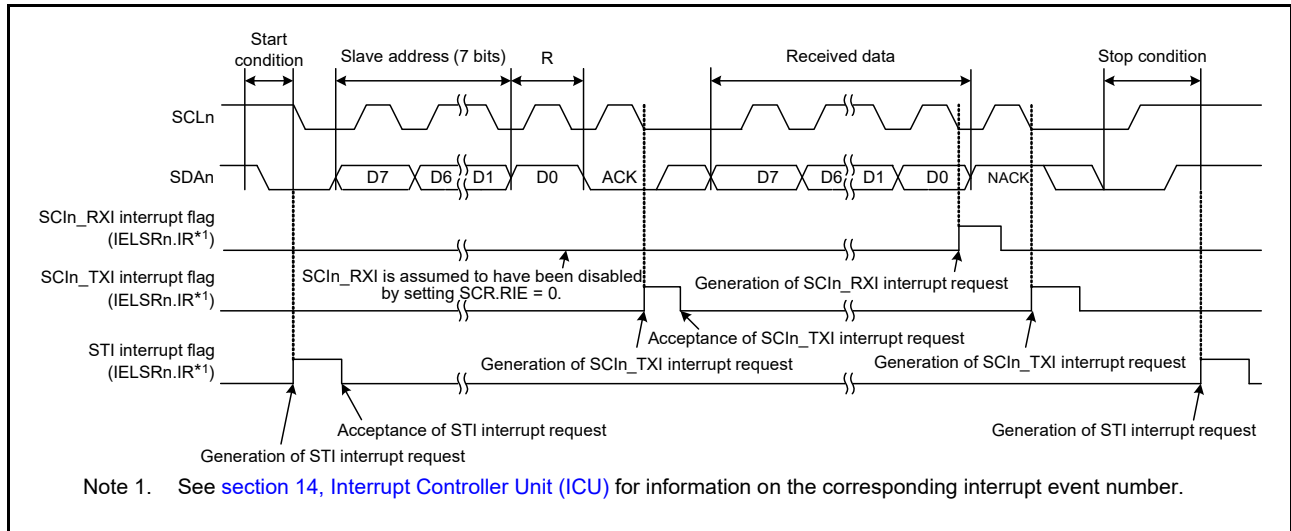 Start
condition
Slave address (7 bits)
R
Received data
Stop condition
SCLn
SDAn
D7
D6
D1
D0
ACK
D7
D6
D1
D0
NACK
SCIn_RXI interrupt flag
(IELSRn.IR*1)
SCIn_RXI is assumed to have been disabled
by setting SCR.RIE = 0.
Generation of SCIn_RXI interrupt request
SCIn_TXI interrupt flag
(IELSRn.IR*1)
Acceptance of SCIn_TXI interrupt request
Generation of SCIn_TXI interrupt request
Generation of SCIn_TXI interrupt request
STI interrupt flag
(IELSRn.IR*1)
Acceptance of STI interrupt request
Generation of STI interrupt request
Generation of STI interrupt request
Note 1. See section 14, Interrupt Controller Unit (ICU) for information on the corresponding interrupt event number.